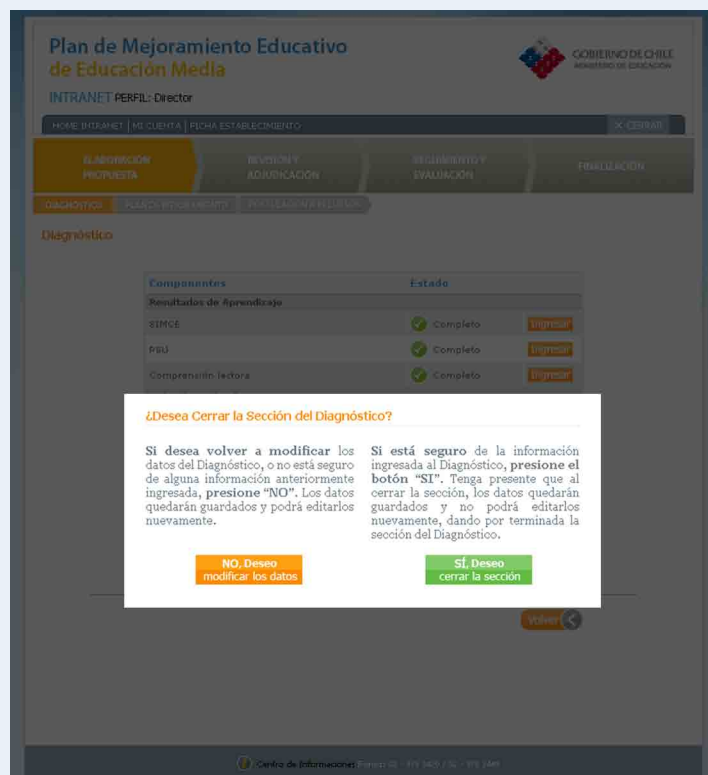 Plan de Mejoramiento Educativo
de Educación Media
GOBIERNO DE CHILE
MINISTERIO DE EDUCACIÓN
INTRANET PERFIL: Director
HOME INTRANET | MI CUENTA | FICHA ESTABLECIMIENTO
X CERRAR
ELABORACIÓN
PROPUESTA
REVISIÓN Y
ADJUDICACIÓN
SEGUIMIENTO Y
EVALUACIÓN
FINALIZACIÓN
DIAGNÓSTICO
PLAN DE MEJORAMIENTO
Diagnóstico
Componentes Estado
Resultados de Aprendizaje
SIMCE Completo Ingresar
PSU Completo Ingresar
Comprensión lectora Completo Ingresar
¿Desea Cerrar la Sección del Diagnóstico?
Si desea volver a modificar los
datos del Diagnóstico, o no está seguro
de alguna información anteriormente
ingresada, presione "NO". Los datos
quedarán guardados y podrá editarlos
nuevamente.
Si está seguro de la información
ingresada al Diagnóstico, presione el
botón "SI". Tenga presente que al
cerrar la sección, los datos quedarán
guardados y no podrá editarlos
nuevamente, dando por terminada la
sección del Diagnóstico.
NO, Deseo
modificar los datos
SÍ, Deseo
cerrar la sección
Volver
Centro de Informaciones